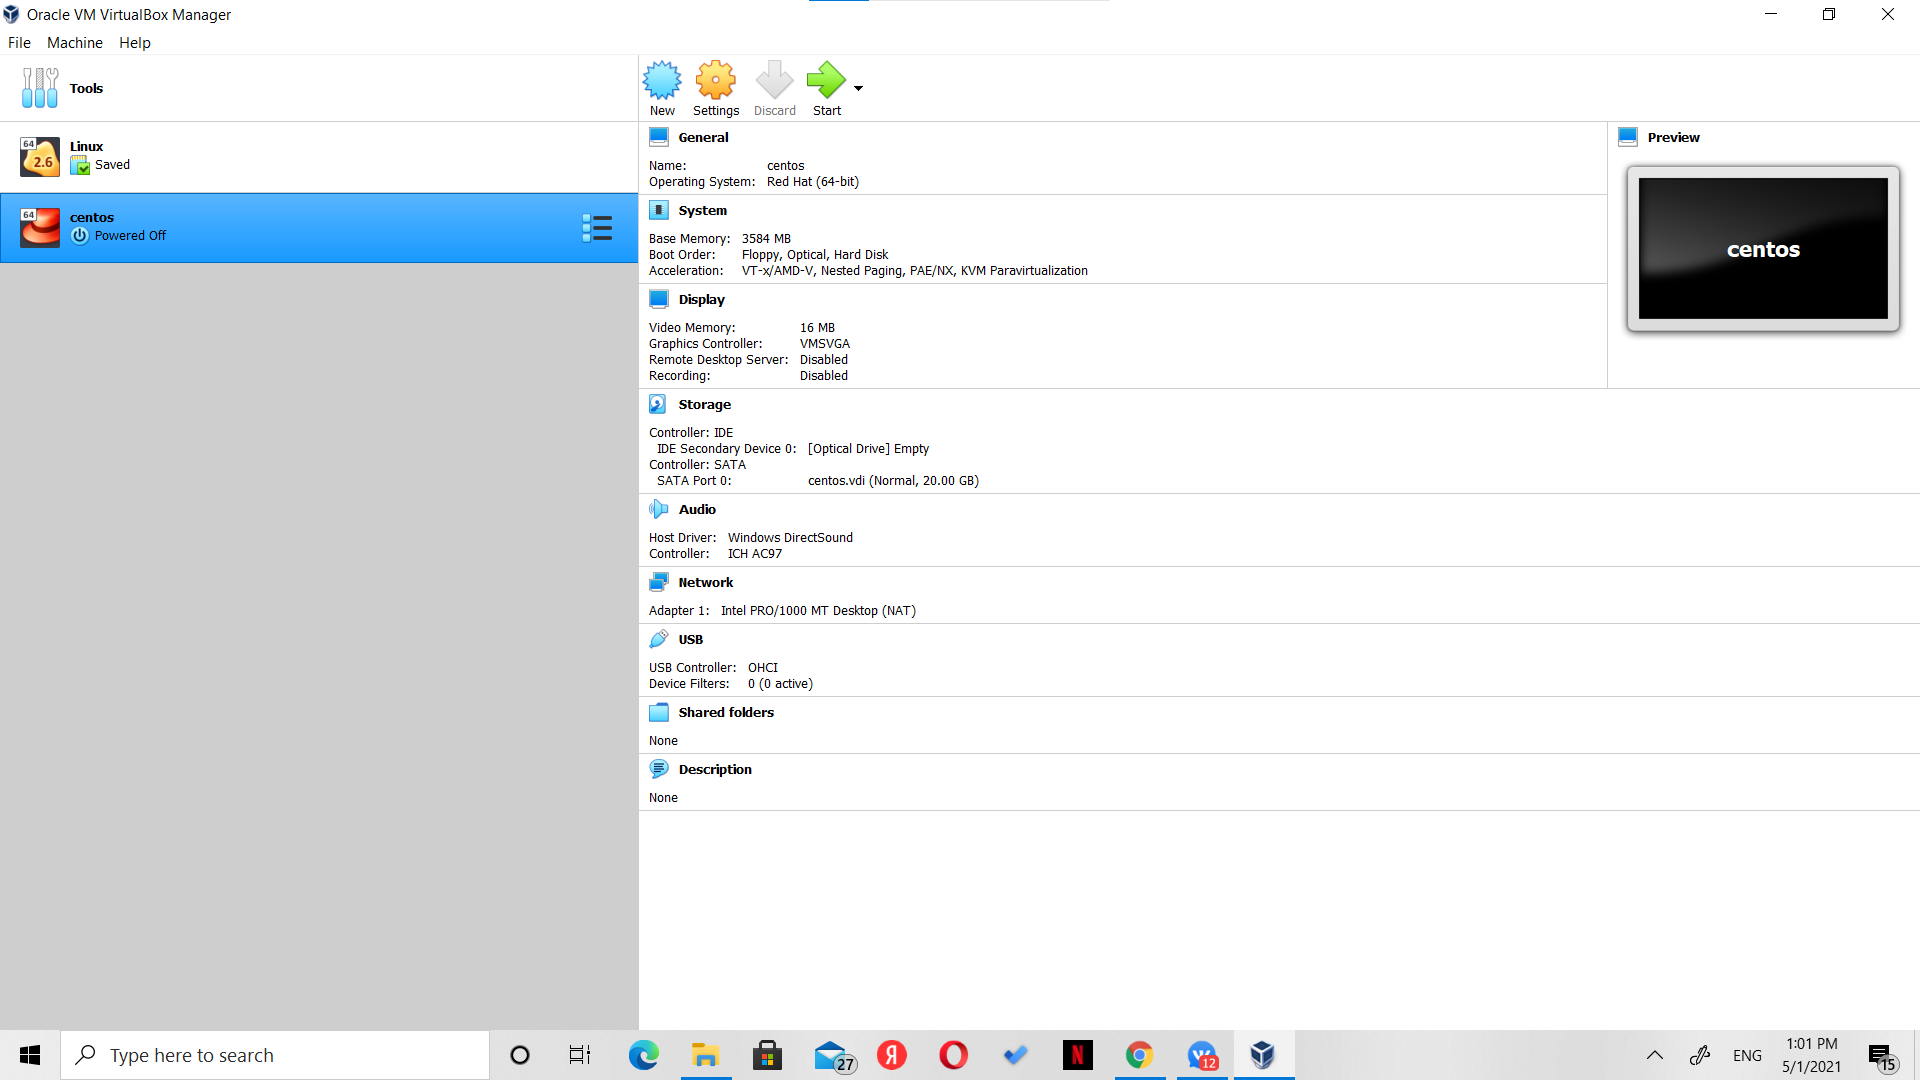 Oracle VM VirtualBox Manager
File Machine Help
Tools
New Settings Discard Start
64
2.6
Linux
Saved
64
centos
Powered Off
General
Name: centos
Operating System: Red Hat (64-bit)
System
Base Memory: 3584 MB
Boot Order: Floppy, Optical, Hard Disk
Acceleration: VT-x/AMD-V, Nested Paging, PAE/NX, KVM Paravirtualization
Display
Video Memory: 16 MB
Graphics Controller: VMSVGA
Remote Desktop Server: Disabled
Recording: Disabled
Preview
centos
Storage
Controller: IDE
IDE Secondary Device 0: [Optical Drive] Empty
Controller: SATA
SATA Port 0: centos.vdi (Normal, 20.00 GB)
Audio
Host Driver: Windows DirectSound
Controller: ICH AC97
Network
Adapter 1: Intel PRO/1000 MT Desktop (NAT)
USB
USB Controller: OHCI
Device Filters: 0 (0 active)
Shared folders
None
Description
None
Type here to search
27
Я
N
12
ENG
1:01 PM
5/1/2021
15